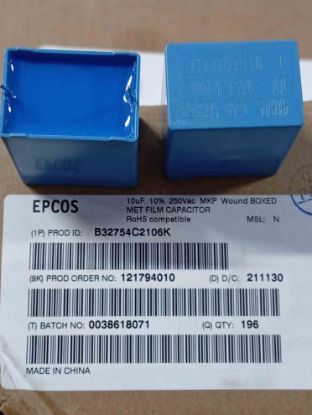 EPCOS
EPCOS
10uF 10% 250Vac MKP Wound BOXED
MET FILM CAPACITOR
RoHS compatible
MSL: N
(1P) PROD ID: B32754C2106K
(9K) PROD ORDER NO: 121794010 (D) D/C: 211130
(T) BATCH NO: 0038618071 (Q) QTY: 196
MADE IN CHINA